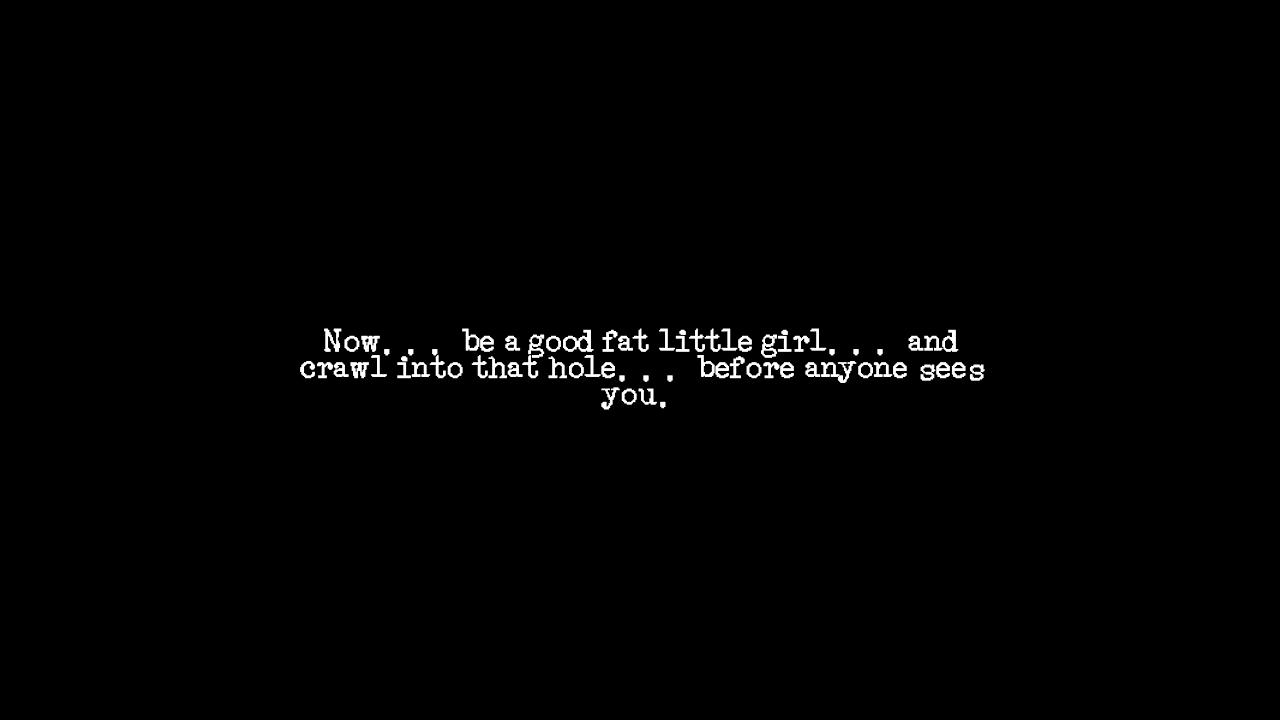 Now... be a good fat little girl... and
crawl into that hole... before anyone sees
you.